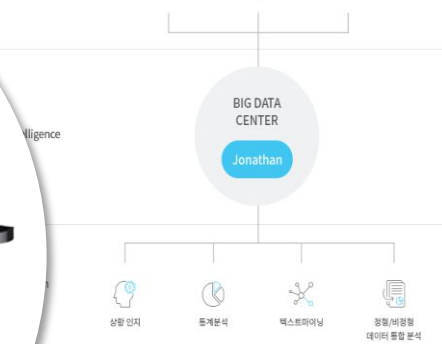 BIG DATA
CENTER
lligence
Jonathan
상황 인지
통계분석
텍스트마이닝
정형/비정형
데이터 통합 분석